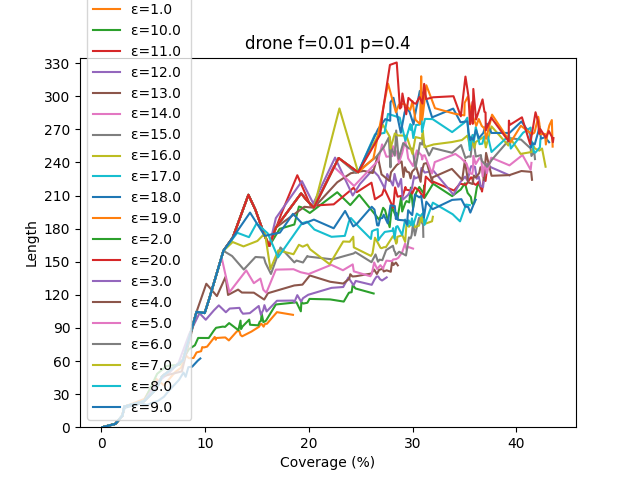 drone f=0.01 p=0.4
ε=1.0
ε=10.0
ε=11.0
ε=12.0
ε=13.0
ε=14.0
ε=15.0
ε=16.0
ε=17.0
ε=18.0
ε=19.0
ε=2.0
ε=20.0
ε=3.0
ε=4.0
ε=5.0
ε=6.0
ε=7.0
ε=8.0
ε=9.0
Length
330
300
270
240
210
180
150
120
90
60
30
0
0 10 20 30 40
Coverage (%)